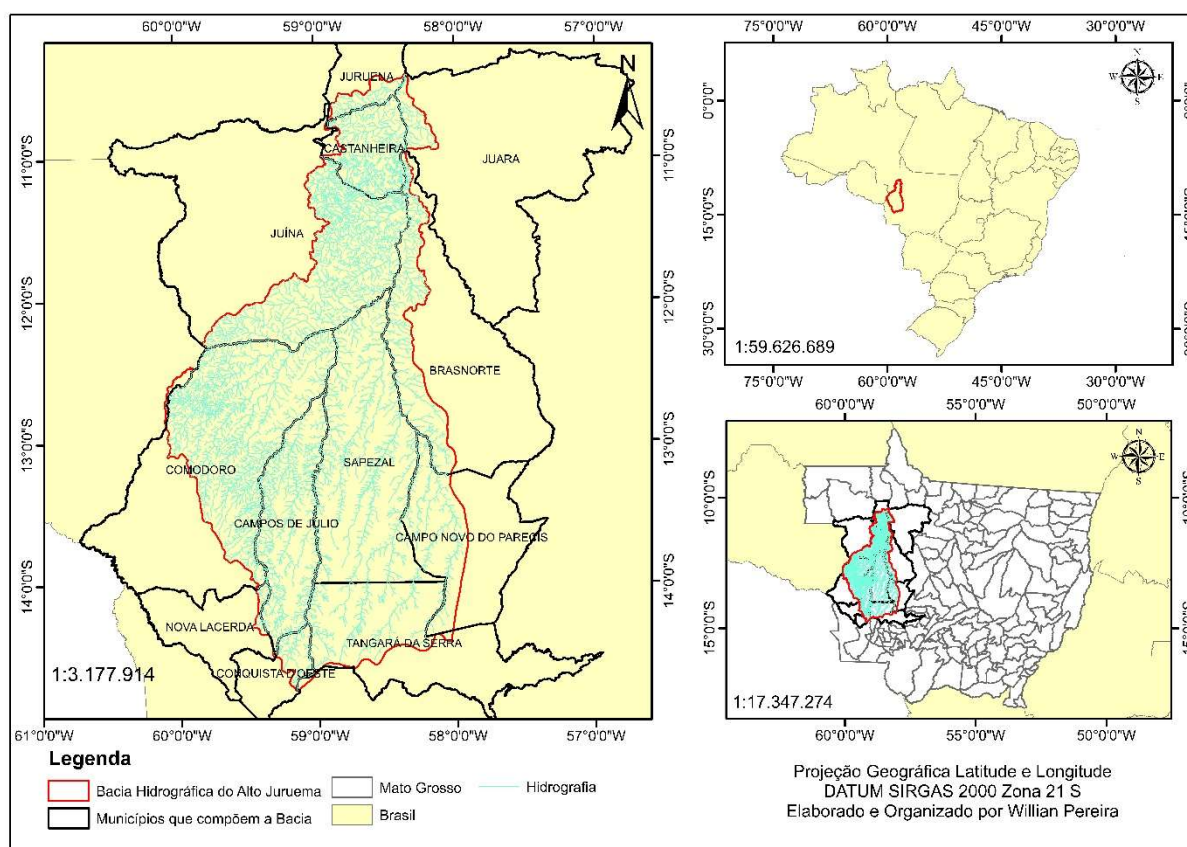 60°0'0"W 59°0'0"W 58°0'0"W 57°0'0"W
N
JURUENA
CASTANHEIRA
JUARA
JUÍNA
BRASNORTE
COMODORO
SAPEZAL
CAMPOS DE JÚLIO
CAMPO NOVO DO PARECIS
NOVA LACERDA
TANGARÁ DA SERRA
CONQUISTA D'OESTE
1:3.177.914
11°0'0"S
12°0'0"S
13°0'0"S
14°0'0"S
11°0'0"S
12°0'0"S
13°0'0"S
14°0'0"S
61°0'0"W 60°0'0"W 59°0'0"W 58°0'0"W 57°0'0"W
75°0'0"W 60°0'0"W 45°0'0"W 30°0'0"W
N
W E
S
0°0'0"
15°0'0"S
30°0'0"S
1:59.626.689
75°0'0"W 60°0'0"W 45°0'0"W 30°0'0"W
60°0'0"W 55°0'0"W 50°0'0"W
N
W E
S
10°0'0"S
15°0'0"S
1:17.347.274
60°0'0"W 55°0'0"W 50°0'0"W
Legenda
Bacia Hidrográfica do Alto Juruema
Municípios que compõem a Bacia
Mato Grosso
Brasil
Hidrografia
Projeção Geográfica Latitude e Longitude
DATUM SIRGAS 2000 Zona 21 S
Elaborado e Organizado por Willian Pereira